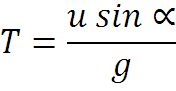 T = u sin ∝ / g